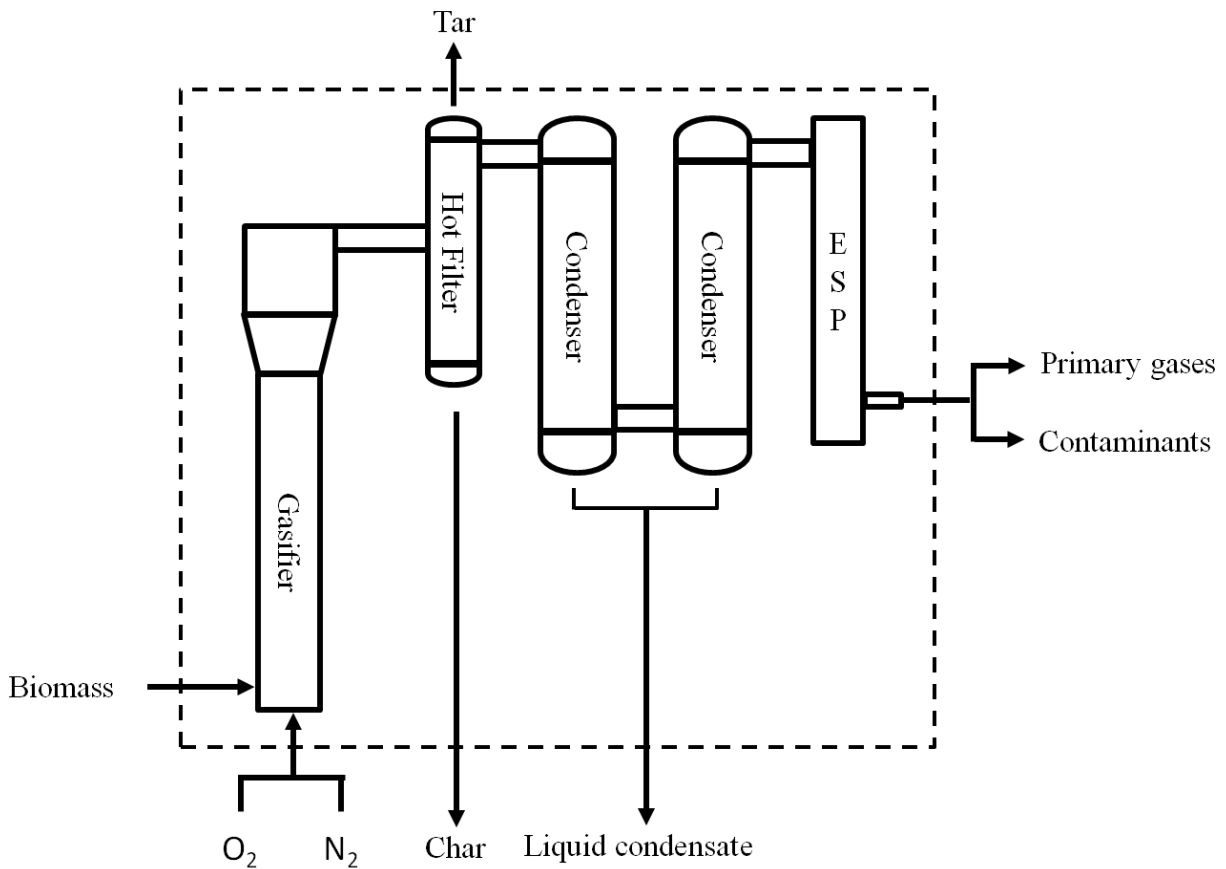 Tar
Hot Filter
Condenser
Condenser
E
S
P
Primary gases
Contaminants
Gasifier
Biomass
O₂
N₂
Char
Liquid condensate